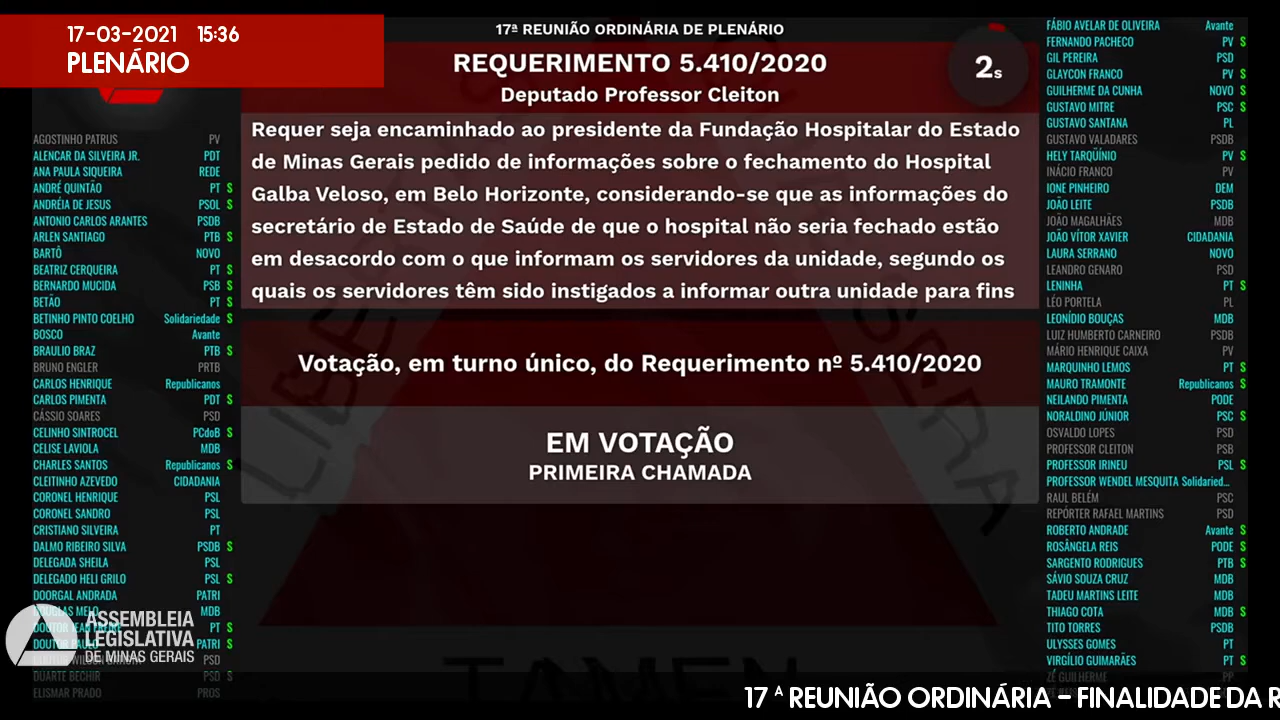 17-03-2021 15:36
PLENÁRIO
17ª REUNIÃO ORDINÁRIA DE PLENÁRIO
REQUERIMENTO 5.410/2020
Deputado Professor Cleiton
2s
Requer seja encaminhado ao presidente da Fundação Hospitalar do Estado
de Minas Gerais pedido de informações sobre o fechamento do Hospital
Galba Veloso, em Belo Horizonte, considerando-se que as informações do
secretário de Estado de Saúde de que o hospital não seria fechado estão
em desacordo com o que informam os servidores da unidade, segundo os
quais os servidores têm sido instigados a informar outra unidade para fins
Votação, em turno único, do Requerimento nº 5.410/2020
EM VOTAÇÃO
PRIMEIRA CHAMADA
AGOSTINHO PATRUS PV
ALENCAR DA SILVEIRA JR. PDT
ANA PAULA SIQUEIRA REDE
ANDRÉ QUINTÃO PT S
ANDRÉIA DE JESUS PSOL S
ANTONIO CARLOS ARANTES PSDB
ARLEN SANTIAGO PTB S
BARTÔ NOVO
BEATRIZ CERQUEIRA PT S
BERNARDO MUCIDA PSB S
BETÃO PT S
BETINHO PINTO COELHO Solidariedade S
BOSCO Avante
BRAULIO BRAZ PTB S
BRUNO ENGLER PRTB
CARLOS HENRIQUE Republicanos
CARLOS PIMENTA PDT S
CÁSSIO SOARES PSD
CELINHO SINTROCEL PCdoB S
CELISE LAVIOLA MDB
CHARLES SANTOS Republicanos S
CLEITINHO AZEVEDO CIDADANIA
CORONEL HENRIQUE PSL
CORONEL SANDRO PSL
CRISTIANO SILVEIRA PT
DALMO RIBEIRO SILVA PSDB S
DELEGADA SHEILA PSL
DELEGADO HELI GRILO PSL S
DOORGAL ANDRADA PATRI
DOUGLAS MELO MDB
DOUTOR JEAN FREIRE PT S
DOUTOR PAULO PATRI S
PSD
DUARTE BECHIR PSD S
ELISMAR PRADO PROS
FÁBIO AVELAR DE OLIVEIRA Avante
FERNANDO PACHECO PV S
GIL PEREIRA PSD
GLAYCON FRANCO PV S
GUILHERME DA CUNHA NOVO S
GUSTAVO MITRE PSC S
GUSTAVO SANTANA PL
GUSTAVO VALADARES PSDB
HELY TARQÜÍNIO PV S
INÁCIO FRANCO PV
IONE PINHEIRO DEM
JOÃO LEITE PSDB
JOÃO MAGALHÃES MDB
JOÃO VÍTOR XAVIER CIDADANIA
LAURA SERRANO NOVO
LEANDRO GENARO PSD
LENINHA PT S
LÉO PORTELA PL
LEONÍDIO BOUÇAS MDB
LUIZ HUMBERTO CARNEIRO PSDB
MÁRIO HENRIQUE CAIXA PV
MARQUINHO LEMOS PT S
MAURO TRAMONTE Republicanos S
NEILANDO PIMENTA PODE
NORALDINO JÚNIOR PSC S
OSVALDO LOPES PSD
PROFESSOR CLEITON PSB
PROFESSOR IRINEU PSL S
PROFESSOR WENDEL MESQUITA Solidaried...
RAUL BELÉM PSC
REPÓRTER RAFAEL MARTINS PSD
ROBERTO ANDRADE Avante S
ROSÂNGELA REIS PODE S
SARGENTO RODRIGUES PTB S
SÁVIO SOUZA CRUZ MDB
TADEU MARTINS LEITE MDB
THIAGO COTA MDB S
TITO TORRES PSDB
ULYSSES GOMES PT
VIRGÍLIO GUIMARÃES PT S
ZÉ GUILHERME PP
ASSEMBLEIA
LEGISLATIVA
DE MINAS GERAIS
17 ª REUNIÃO ORDINÁRIA – FINALIDADE DA R